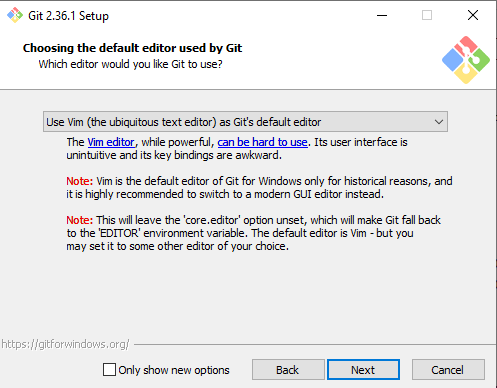 Git 2.36.1 Setup
Choosing the default editor used by Git
Which editor would you like Git to use?
Use Vim (the ubiquitous text editor) as Git's default editor
The Vim editor, while powerful, can be hard to use. Its user interface is
unintuitive and its key bindings are awkward.
Note: Vim is the default editor of Git for Windows only for historical reasons, and
it is highly recommended to switch to a modern GUI editor instead.
Note: This will leave the 'core.editor' option unset, which will make Git fall back
to the 'EDITOR' environment variable. The default editor is Vim - but you
may set it to some other editor of your choice.
https://gitforwindows.org/
Only show new options
Back
Next
Cancel